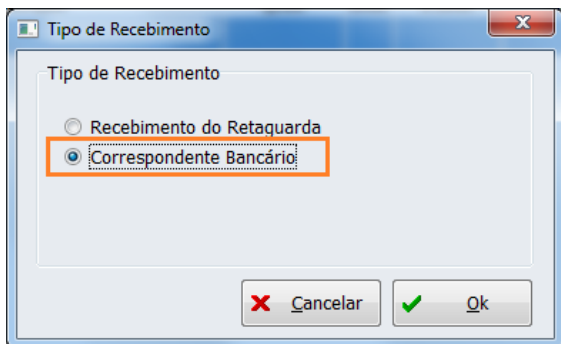 Tipo de Recebimento
Tipo de Recebimento
Recebimento do Retaguarda
Correspondente Bancário
Cancelar
Ok